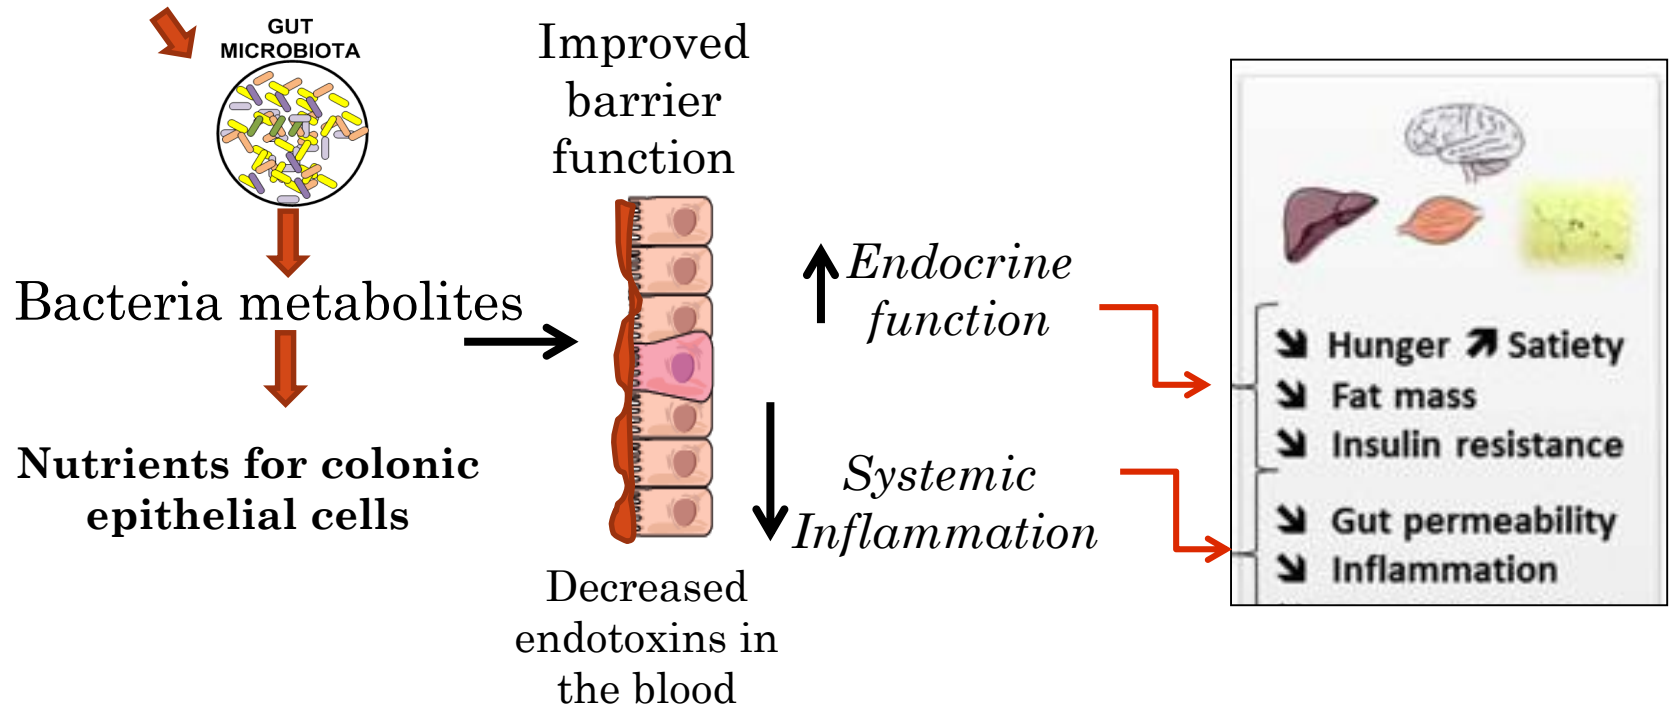 GUT
MICROBIOTA
Bacteria metabolites
Nutrients for colonic
epithelial cells
Improved
barrier
function
Decreased
endotoxins in
the blood
Endocrine
function
Systemic
Inflammation
Hunger Satiety
Fat mass
Insulin resistance
Gut permeability
Inflammation